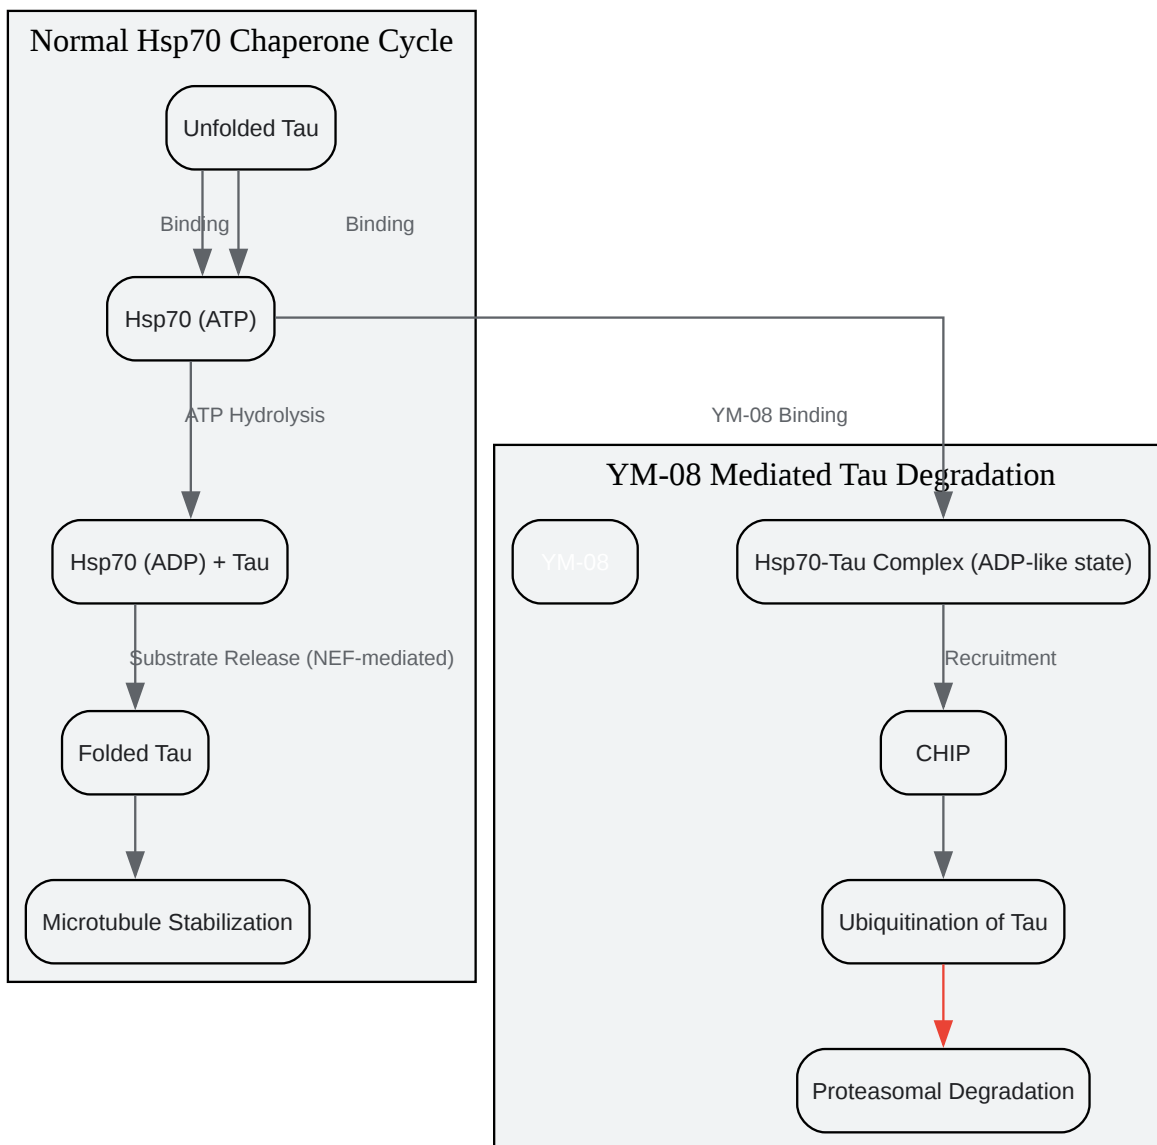 Normal Hsp70 Chaperone Cycle
Unfolded Tau
Binding
Binding
Hsp70 (ATP)
ATP Hydrolysis
YM-08 Binding
YM-08 Mediated Tau Degradation
Hsp70 (ADP) + Tau
YM-08
Hsp70-Tau Complex (ADP-like state)
Substrate Release (NEF-mediated)
Recruitment
Folded Tau
CHIP
Microtubule Stabilization
Ubiquitination of Tau
Proteasomal Degradation